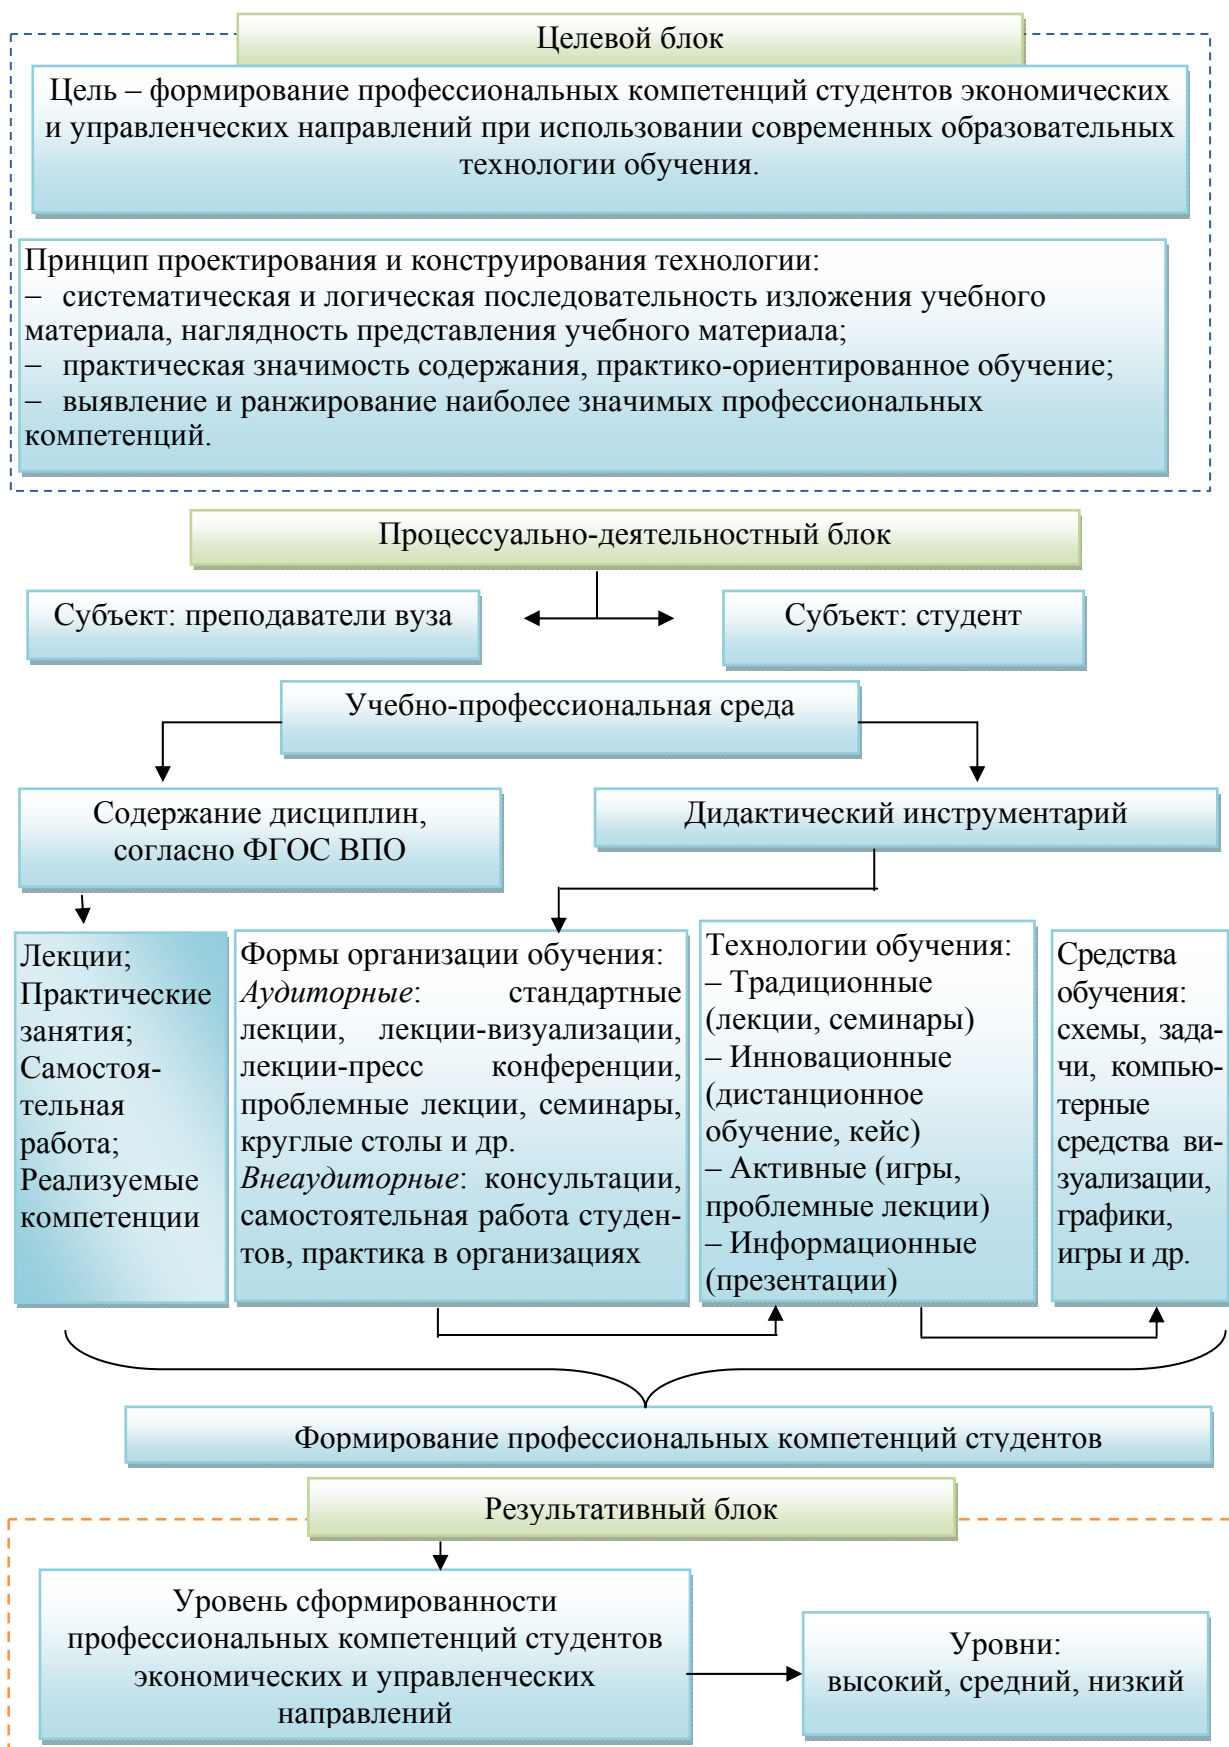 Целевой блок
Цель – формирование профессиональных компетенций студентов экономических
и управленческих направлений при использовании современных образовательных
технологии обучения.
Принцип проектирования и конструирования технологии:
– систематическая и логическая последовательность изложения учебного
материала, наглядность представления учебного материала;
– практическая значимость содержания, практико-ориентированное обучение;
– выявление и ранжирование наиболее значимых профессиональных
компетенций.
Процессуально-деятельностный блок
Субъект: преподаватели вуза
Субъект: студент
Учебно-профессиональная среда
Содержание дисциплин,
согласно ФГОС ВПО
Дидактический инструментарий
Лекции;
Практические
занятия;
Самостоя-
тельная
работа;
Реализуемые
компетенции
Формы организации обучения:
Аудиторные: стандартные
лекции, лекции-визуализации,
лекции-пресс конференции,
проблемные лекции, семинары,
круглые столы и др.
Внеаудиторные: консультации,
самостоятельная работа студен-
тов, практика в организациях
Технологии обучения:
– Традиционные
(лекции, семинары)
– Инновационные
(дистанционное
обучение, кейс)
– Активные (игры,
проблемные лекции)
– Информационные
(презентации)
Средства
обучения:
схемы, зада-
чи, компью-
терные
средства ви-
зуализации,
графики,
игры и др.
Формирование профессиональных компетенций студентов
Результативный блок
Уровень сформированности
профессиональных компетенций студентов
экономических и управленческих
направлений
Уровни:
высокий, средний, низкий